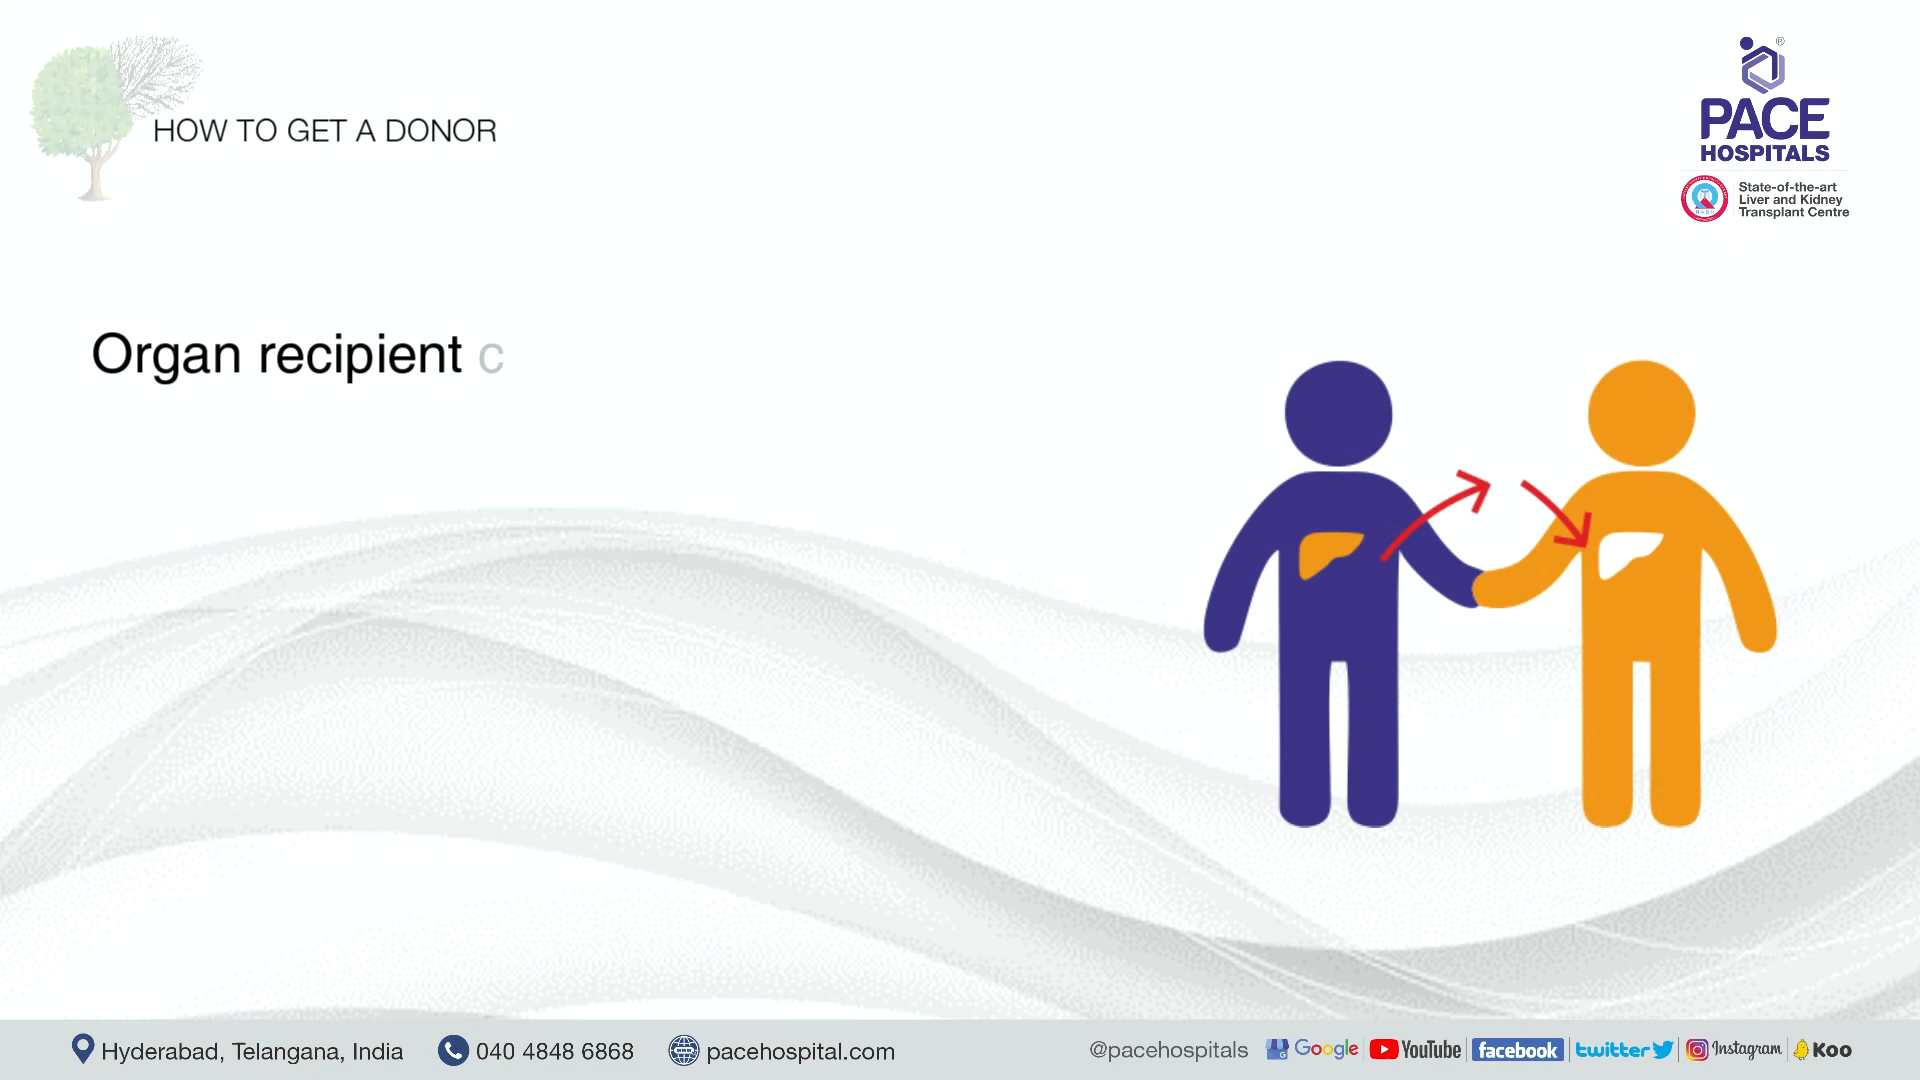 HOW TO GET A DONOR
®
PACE
HOSPITALS
State-of-the-art
Liver and Kidney
Transplant Centre
Organ recipient c
Hyderabad, Telangana, India 040 4848 6868 pacehospital.com @pacehospitals Google YouTube facebook twitter Instagram Koo